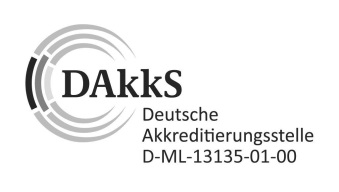 DAkkS
Deutsche
Akkreditierungsstelle
D-ML-13135-01-00